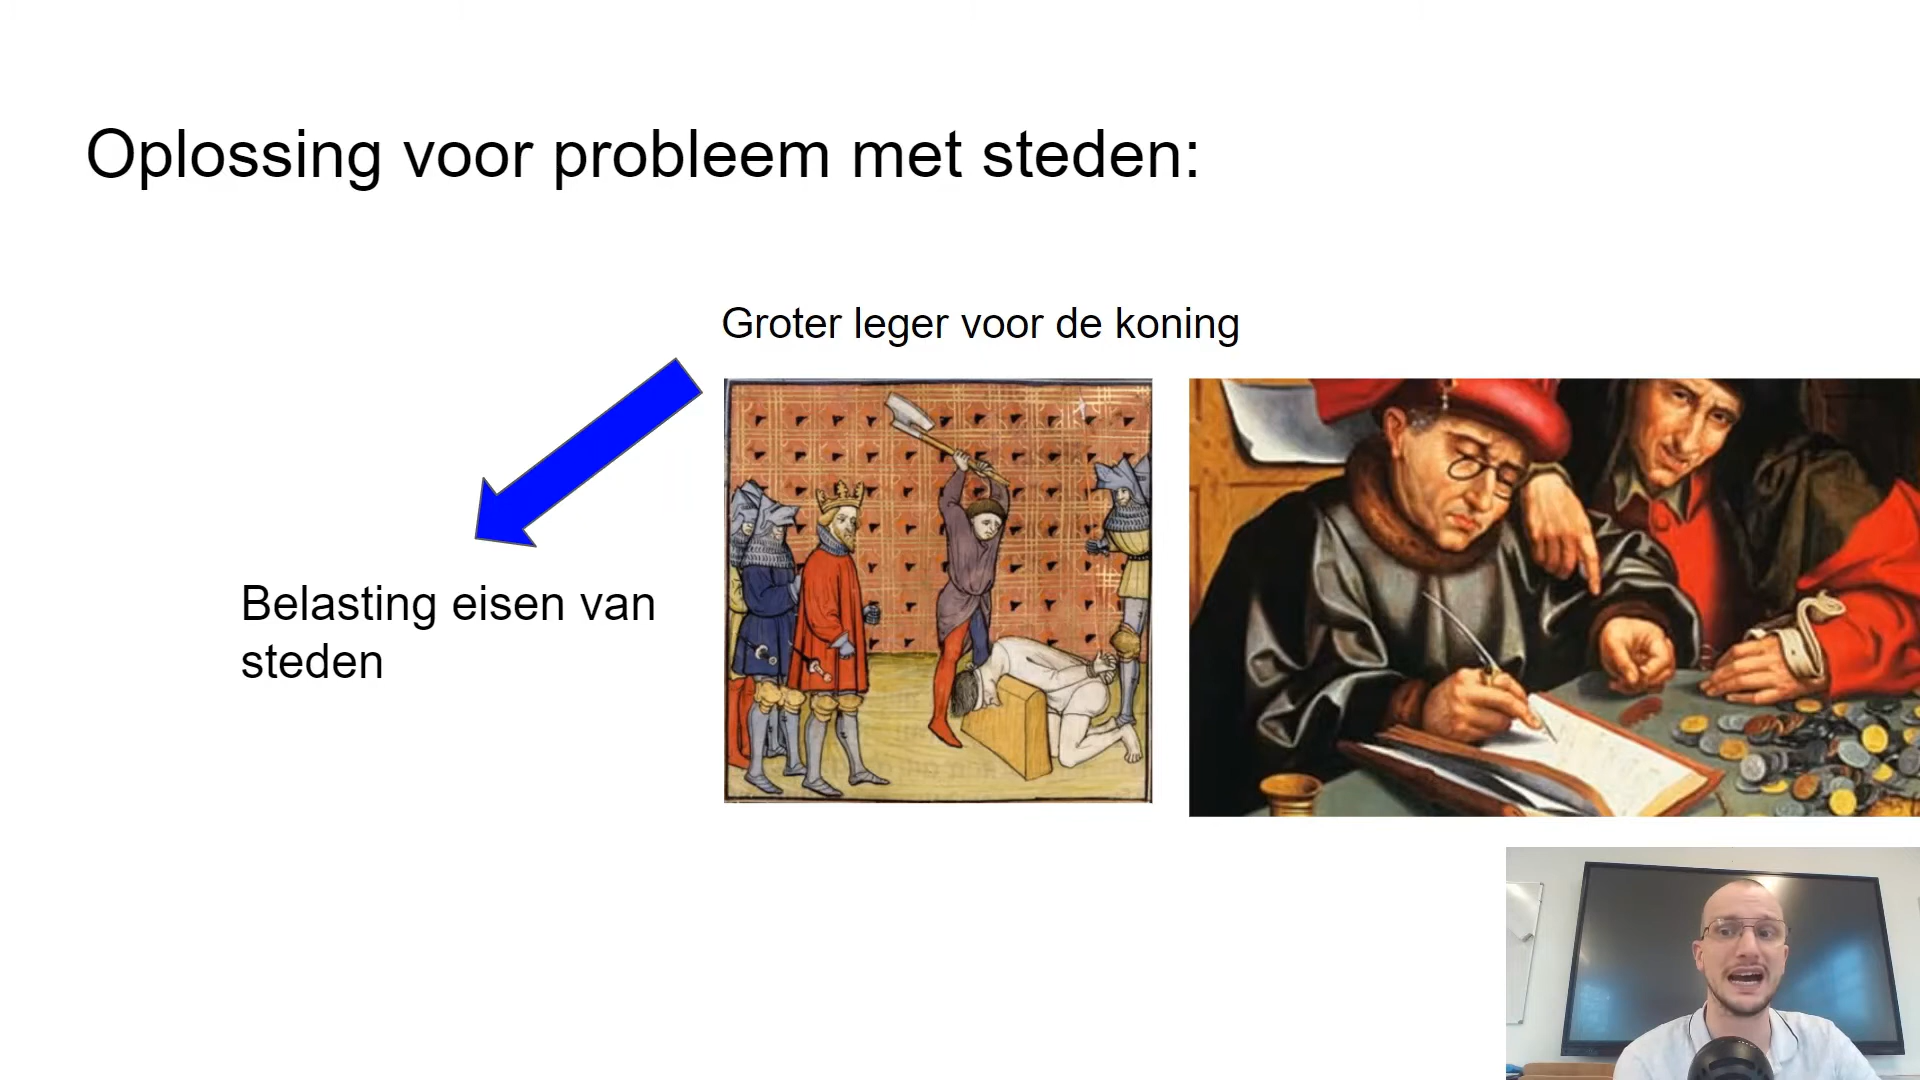 Oplossing voor probleem met steden:
Groter leger voor de koning
Belasting eisen van
steden